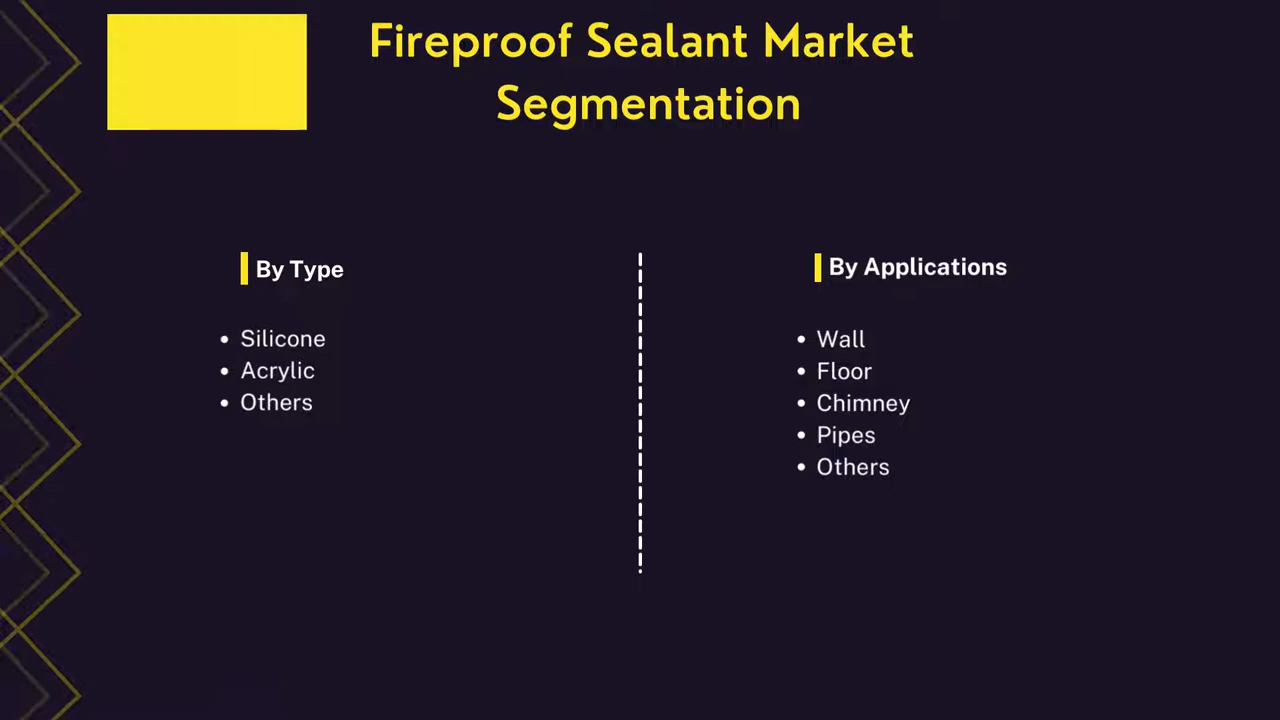 Fireproof Sealant Market
Segmentation
By Type
• Silicone
• Acrylic
• Others
By Applications
• Wall
• Floor
• Chimney
• Pipes
• Others